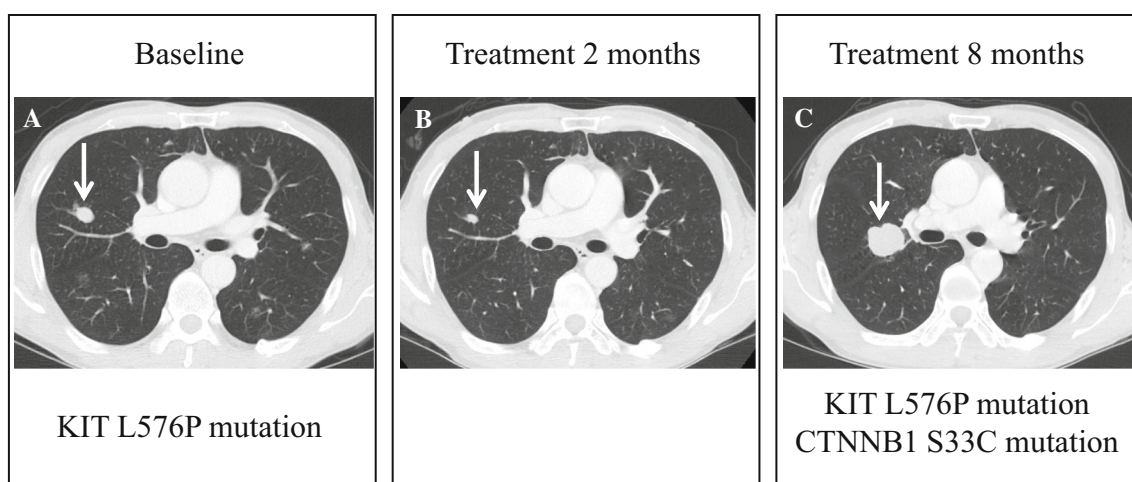 Baseline
Treatment 2 months
Treatment 8 months
A
B
C
KIT L576P mutation
KIT L576P mutation
CTNNB1 S33C mutation